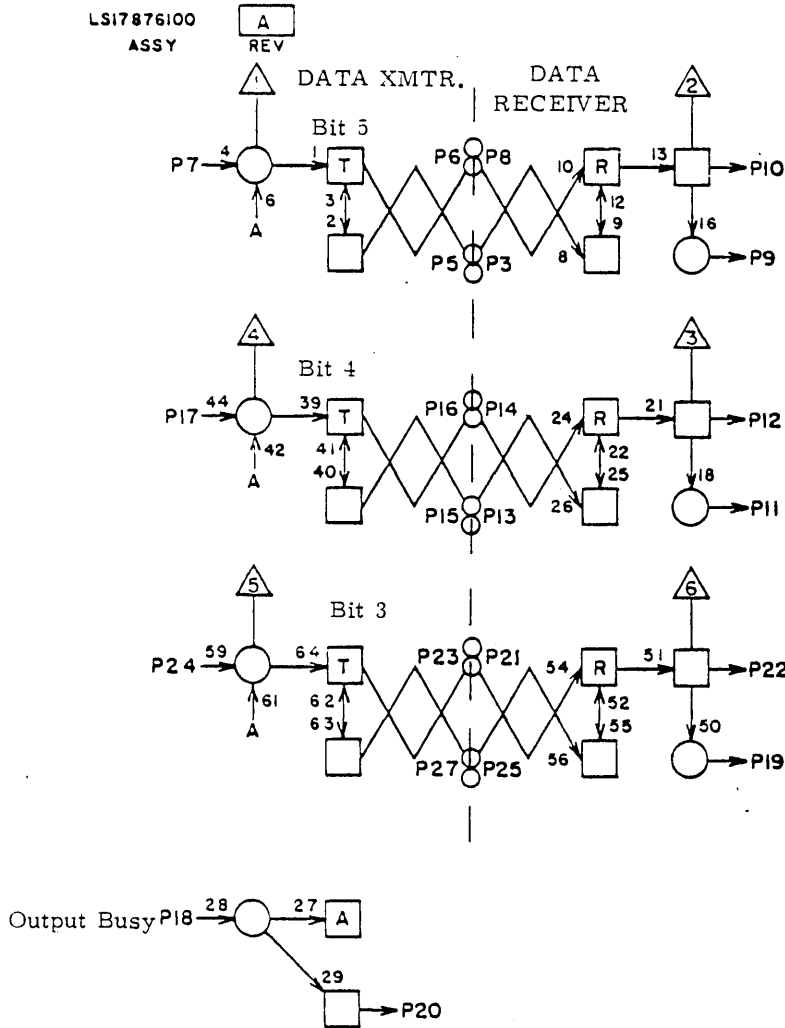 LS17876100 A
ASSY REV
1 DATA XMTR. DATA RECEIVER 2
Bit 5
P7 4 1 T P6 P8 10 R 13 P10
6 3 12
A 2 9 16
P5 P3 8 P9
4 3
Bit 4
P17 44 39 T P16 P14 24 R 21 P12
42 41 22
A 40 25 18
P15 P13 26 P11
5 6
Bit 3
P24 59 64 T P23 P21 54 R 51 P22
61 62 52
A 63 55 50
P27 P25 56 P19
Output Busy P18 28 27 A
29
P20